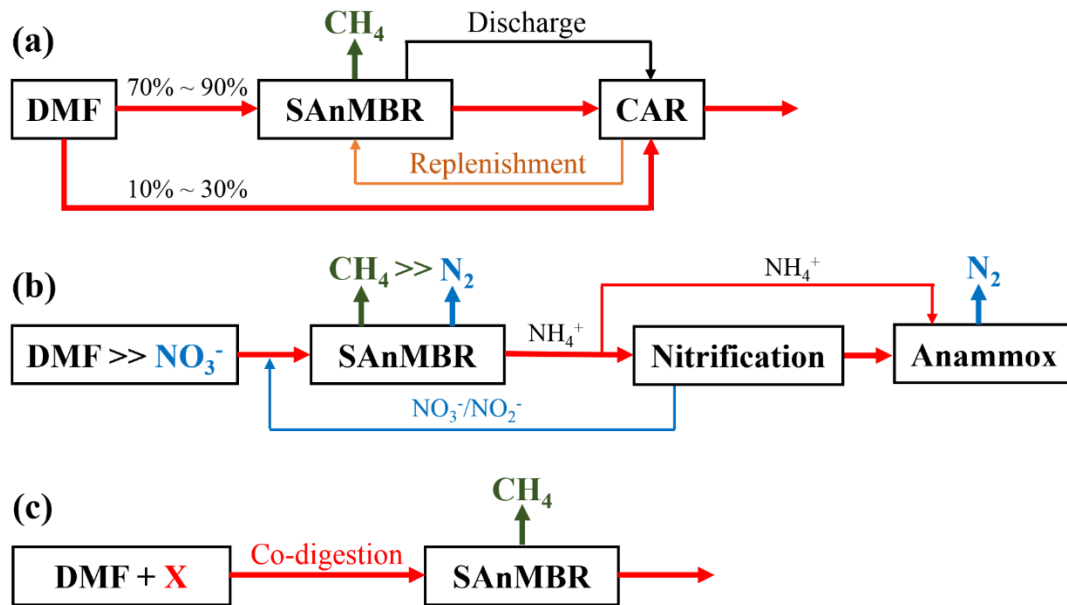 (a)
CH₄
Discharge
DMF
70% ~ 90%
SAnMBR
CAR
Replenishment
10% ~ 30%
(b)
CH₄ >> N₂
NH₄⁺
N₂
DMF >> NO₃⁻
SAnMBR
NH₄⁺
Nitrification
Anammox
NO₃⁻/NO₂⁻
(c)
CH₄
DMF + X
Co-digestion
SAnMBR